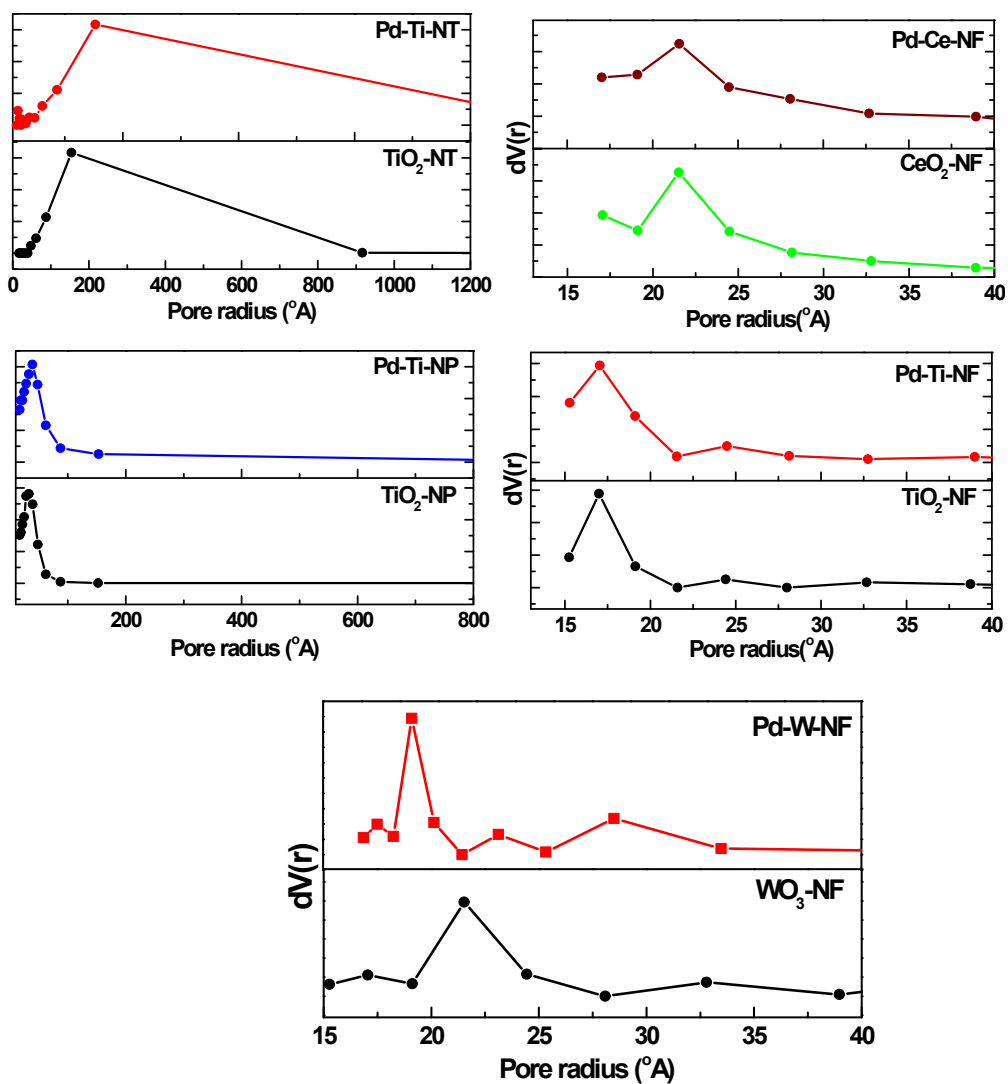 Pd-Ti-NT
TiO2-NT
0 200 400 600 800 1000 1200
Pore radius (°A)
Pd-Ce-NF
dV(r)
CeO2-NF
15 20 25 30 35 40
Pore radius(°A)
Pd-Ti-NP
TiO2-NP
200 400 600 800
Pore radius (°A)
Pd-Ti-NF
dV(r)
TiO2-NF
15 20 25 30 35 40
Pore radius(°A)
Pd-W-NF
dV(r)
WO3-NF
15 20 25 30 35 40
Pore radius (°A)